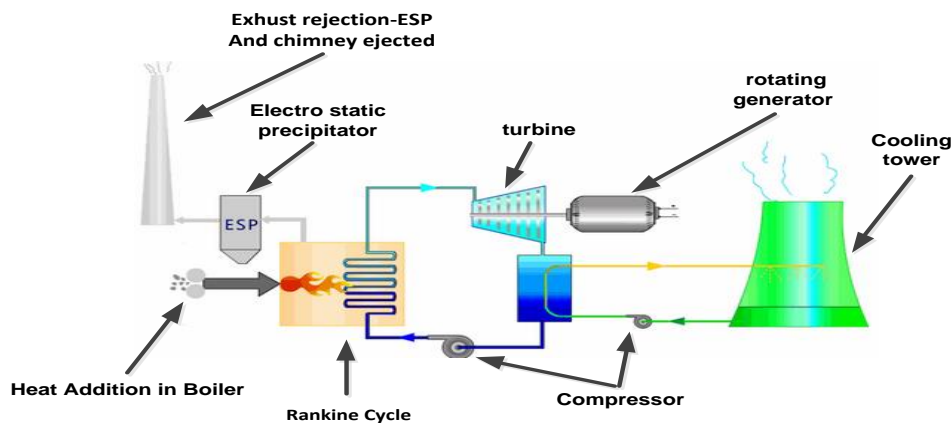 Exhust rejection-ESP
And chimney ejected
Electro static
precipitator
turbine
rotating
generator
Cooling
tower
ESP
Heat Addition in Boiler
Rankine Cycle
Compressor